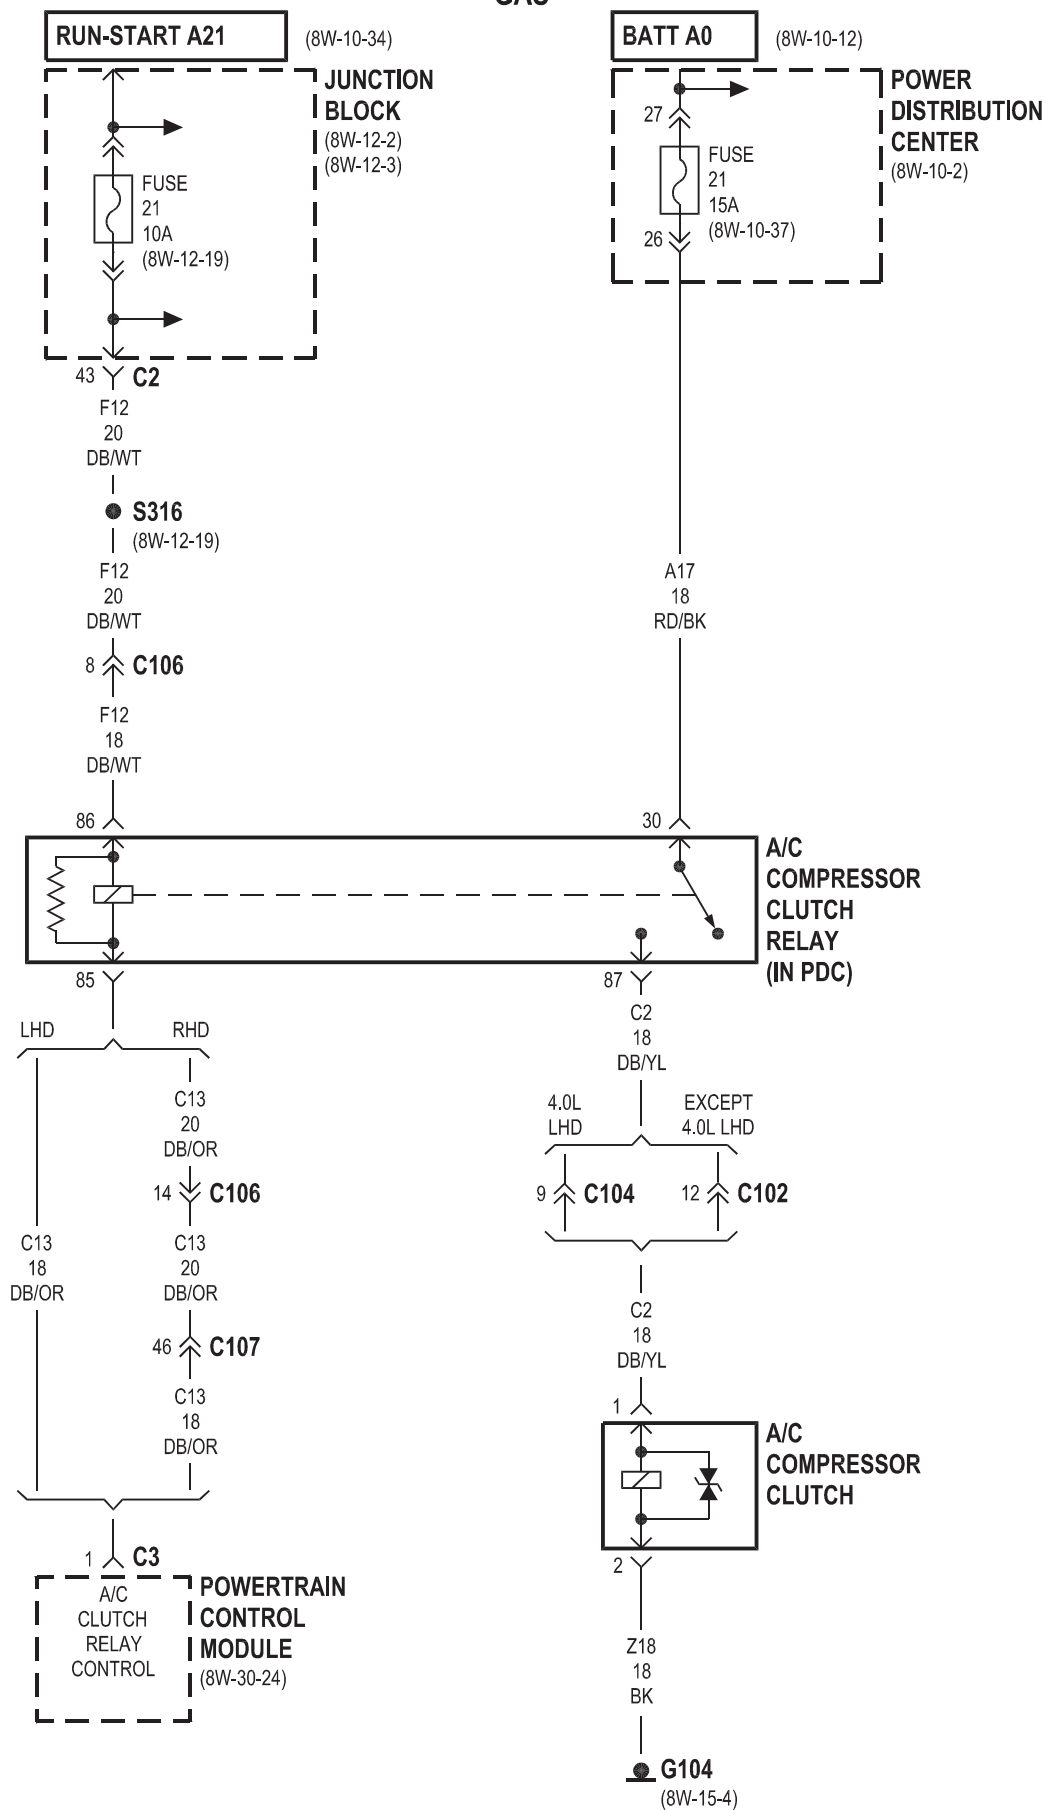 GAS
RUN-START A21
(8W-10-34)
BATT A0
(8W-10-12)
JUNCTION
BLOCK
(8W-12-2)
(8W-12-3)
FUSE
21
10A
(8W-12-19)
POWER
DISTRIBUTION
CENTER
(8W-10-2)
27
FUSE
21
15A
(8W-10-37)
26
43
C2
F12
20
DB/WT
S316
(8W-12-19)
F12
20
DB/WT
8
C106
F12
18
DB/WT
86
A17
18
RD/BK
30
A/C
COMPRESSOR
CLUTCH
RELAY
(IN PDC)
85
87
LHD
RHD
C13
20
DB/OR
14
C106
C13
18
DB/OR
C13
20
DB/OR
46
C107
C13
18
DB/OR
1
C3
A/C
CLUTCH
RELAY
CONTROL
POWERTRAIN
CONTROL
MODULE
(8W-30-24)
C2
18
DB/YL
4.0L
LHD
EXCEPT
4.0L LHD
9
C104
12
C102
C2
18
DB/YL
1
A/C
COMPRESSOR
CLUTCH
2
Z18
18
BK
G104
(8W-15-4)